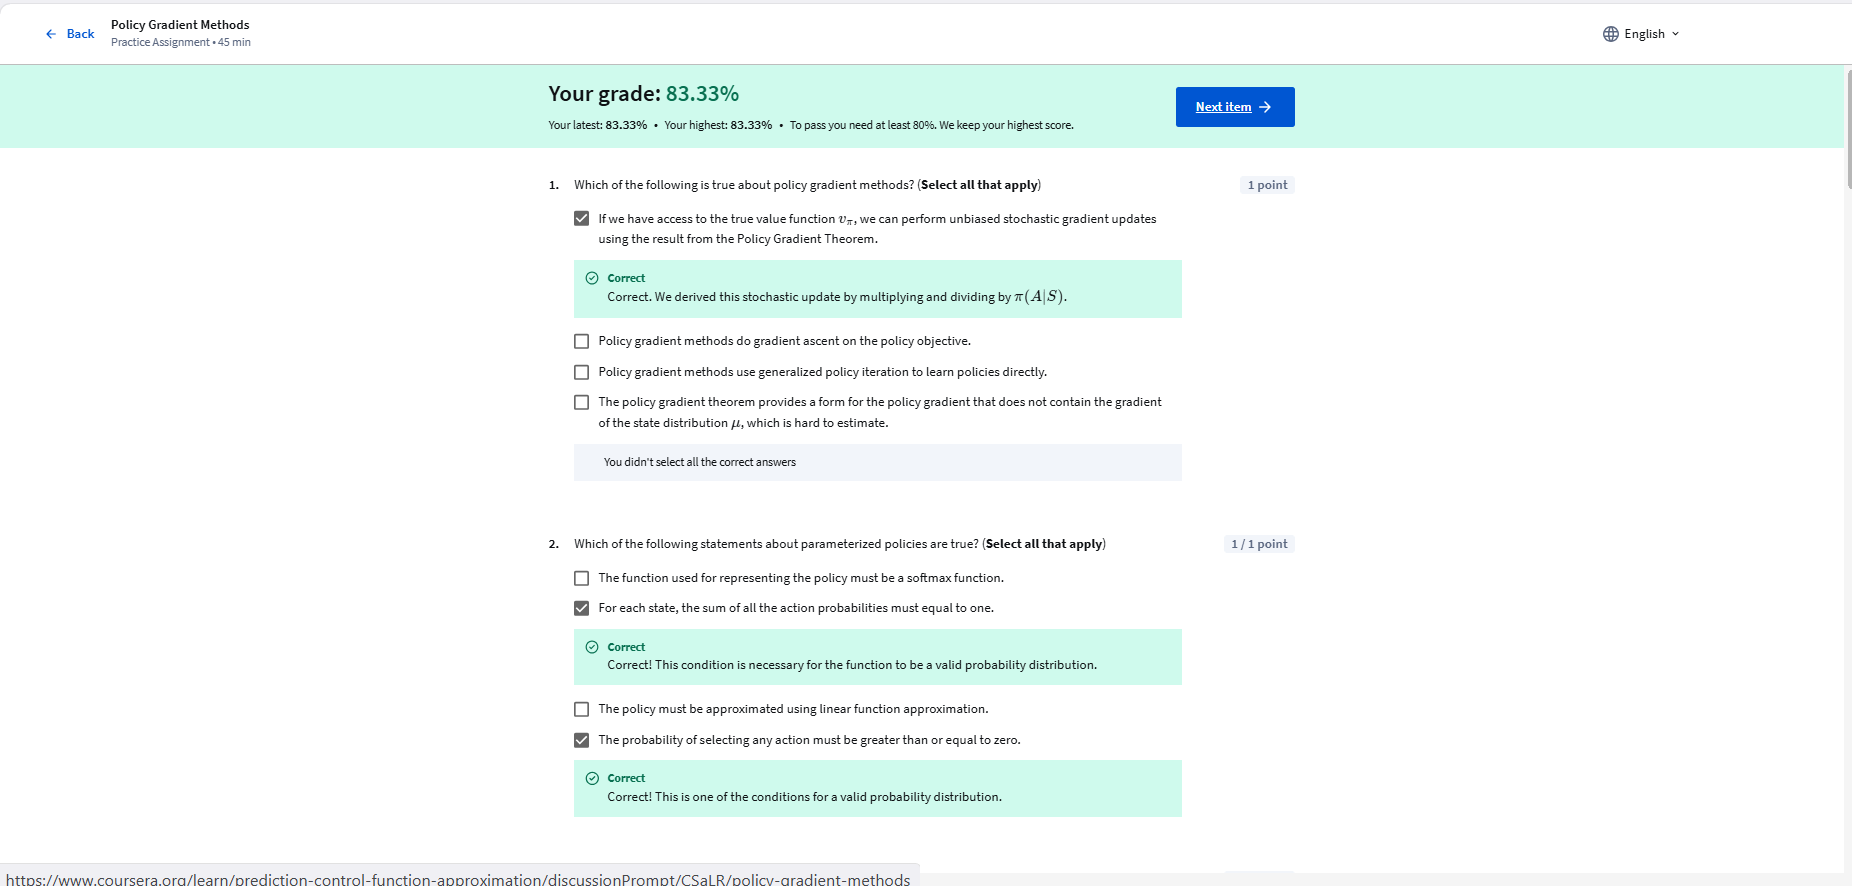 Back
Policy Gradient Methods
Practice Assignment • 45 min
English
Your grade: 83.33%
Your latest: 83.33% • Your highest: 83.33% • To pass you need at least 80%. We keep your highest score.
Next item
1. Which of the following is true about policy gradient methods? (Select all that apply)
1 point
If we have access to the true value function vπ, we can perform unbiased stochastic gradient updates
using the result from the Policy Gradient Theorem.
Correct
Correct. We derived this stochastic update by multiplying and dividing by π(A|S).
Policy gradient methods do gradient ascent on the policy objective.
Policy gradient methods use generalized policy iteration to learn policies directly.
The policy gradient theorem provides a form for the policy gradient that does not contain the gradient
of the state distribution μ, which is hard to estimate.
You didn't select all the correct answers
2. Which of the following statements about parameterized policies are true? (Select all that apply)
1 / 1 point
The function used for representing the policy must be a softmax function.
For each state, the sum of all the action probabilities must equal to one.
Correct
Correct! This condition is necessary for the function to be a valid probability distribution.
The policy must be approximated using linear function approximation.
The probability of selecting any action must be greater than or equal to zero.
Correct
Correct! This is one of the conditions for a valid probability distribution.
https://www.coursera.org/learn/prediction-control-function-approximation/discussionPrompt/CSaLR/policy-gradient-methods